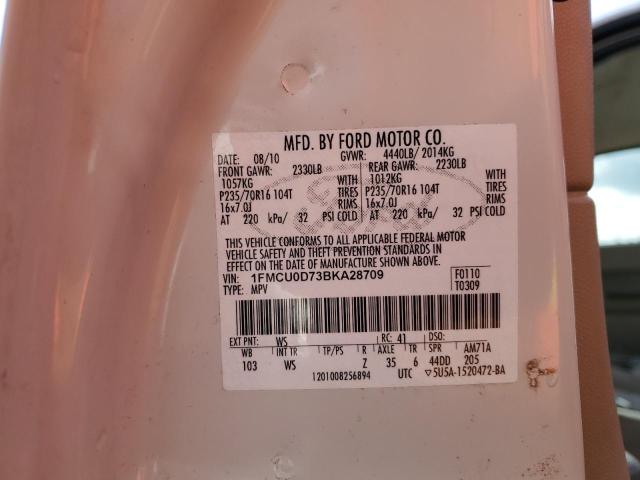 MFD. BY FORD MOTOR CO.
DATE: 08/10 GVWR: 4440LB/ 2014KG
FRONT GAWR: 2330LB REAR GAWR: 2230LB
1057KG WITH 1012KG WITH
P235/70R16 104T TIRES P235/70R16 104T TIRES
16x7.0J RIMS 16x7.0J RIMS
AT 220 kPa/ 32 PSI COLD AT 220 kPa/ 32 PSI COLD
Ford
THIS VEHICLE CONFORMS TO ALL APPLICABLE FEDERAL MOTOR
VEHICLE SAFETY AND THEFT PREVENTION STANDARDS IN
EFFECT ON THE DATE OF MANUFACTURE SHOWN ABOVE.
VIN: 1FMCU0D73BKA28709 F0110
TYPE: MPV T0309
EXT PNT: WS RC: 41 DSO:
WB INT TR TP/PS R AXLE TR SPR AM71A
103 WS Z 35 6 44DD 205
1201008256894 UTC ▽5U5A-1520472-BA